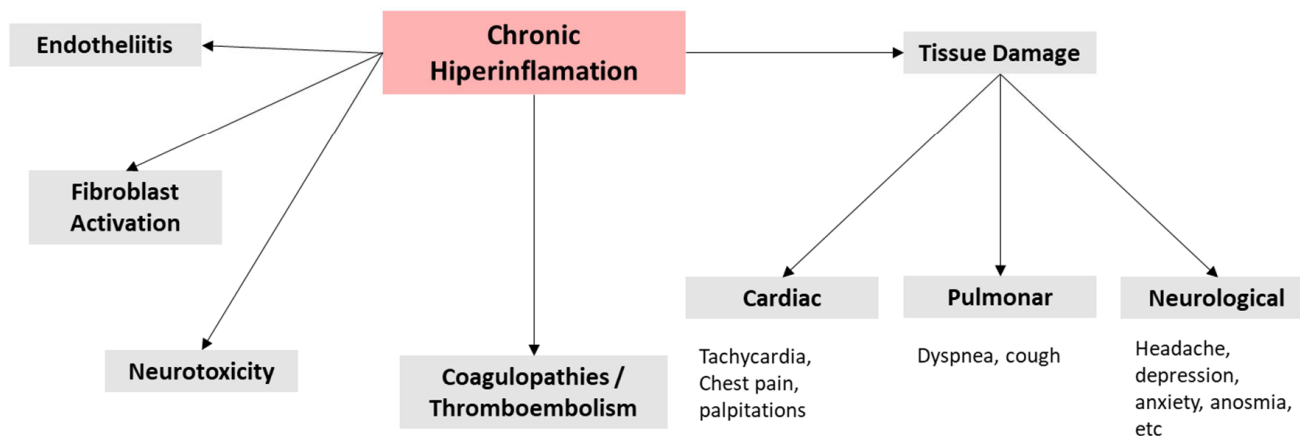 Endotheliitis
Chronic
Hiperinflamation
Tissue Damage
Fibroblast
Activation
Neurotoxicity
Coagulopathies /
Thromboembolism
Cardiac
Tachycardia,
Chest pain,
palpitations
Pulmonar
Dyspnea, cough
Neurological
Headache,
depression,
anxiety, anosmia,
etc